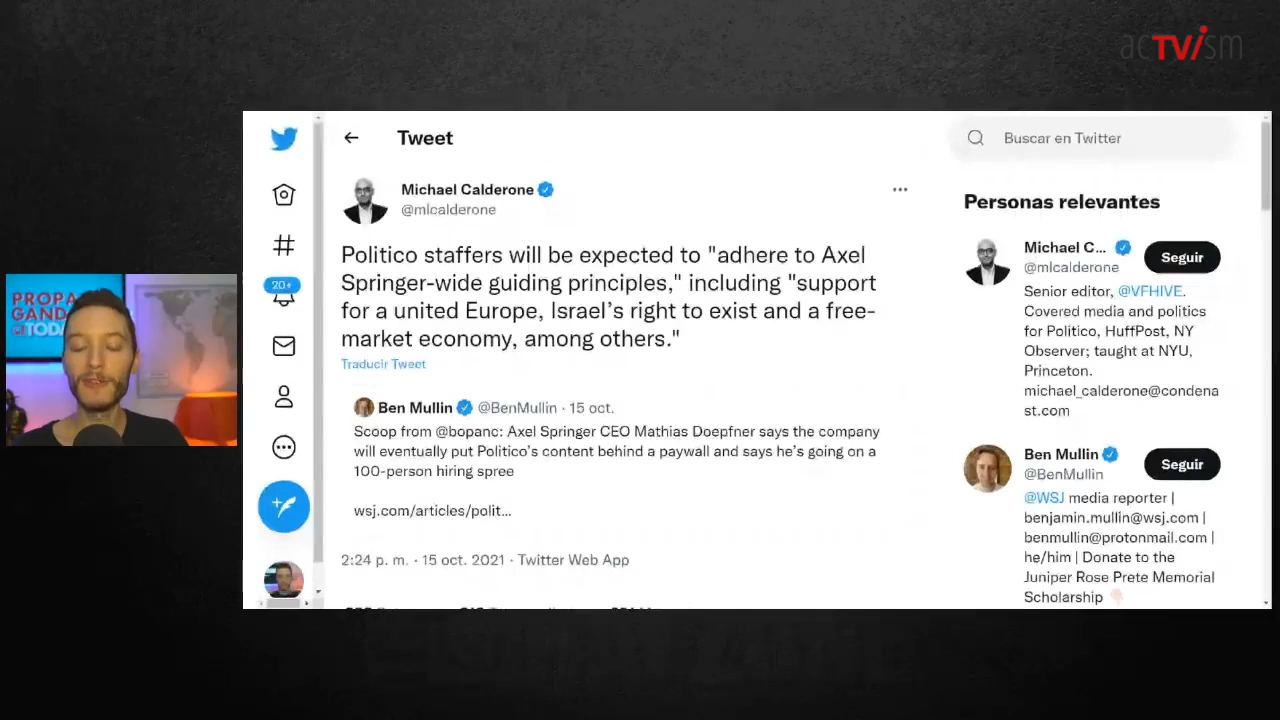 acTVism
Tweet
Buscar en Twitter
Michael Calderone
@mlcalderone
Politico staffers will be expected to "adhere to Axel
Springer-wide guiding principles," including "support
for a united Europe, Israel's right to exist and a free-
market economy, among others."
Traducir Tweet
Ben Mullin @BenMullin · 15 oct.
Scoop from @bopanc: Axel Springer CEO Mathias Doepfner says the company
will eventually put Politico's content behind a paywall and says he's going on a
100-person hiring spree
wsj.com/articles/polit...
2:24 p. m. · 15 oct. 2021 · Twitter Web App
20+
Personas relevantes
Michael C...
@mlcalderone
Seguir
Senior editor, @VFHIVE.
Covered media and politics
for Politico, HuffPost, NY
Observer; taught at NYU,
Princeton.
michael_calderone@condena
st.com
Ben Mullin
@BenMullin
Seguir
@WSJ media reporter |
benjamin.mullin@wsj.com |
benmullin@protonmail.com |
he/him | Donate to the
Juniper Rose Prete Memorial
Scholarship
PROPA
GAND
TODA